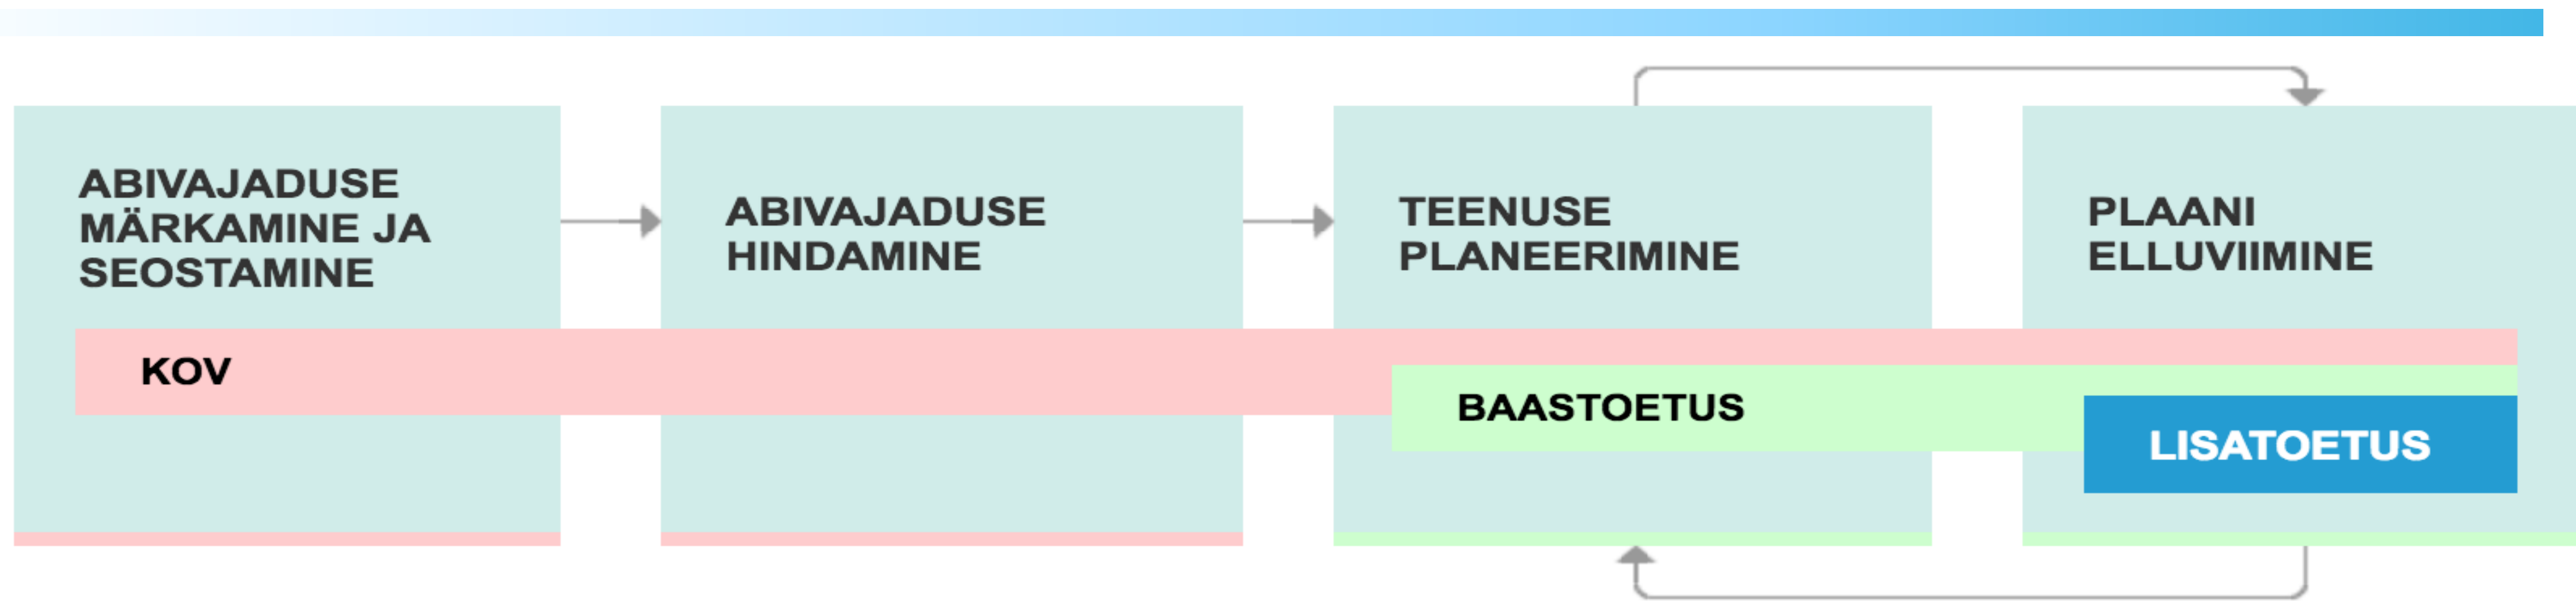 ABIVAJADUSE
MÄRKAMINE JA
SEOSTAMINE
ABIVAJADUSE
HINDAMINE
TEENUSE
PLANEERIMINE
PLAANI
ELLUVIIMINE
KOV
BAASTOETUS
LISATOETUS